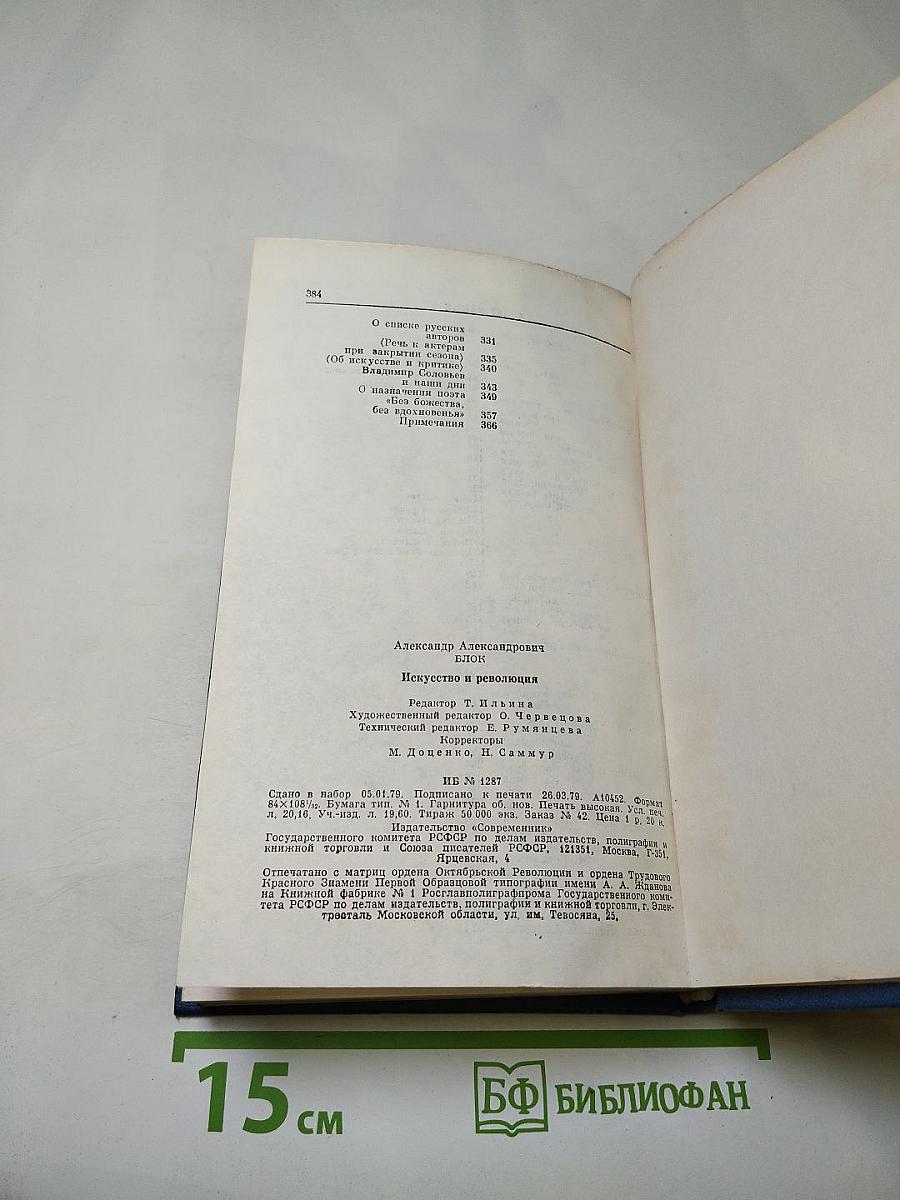 384
О списке русских
авторов 331
⟨Речь к актерам
при закрытии сезона⟩ 335
⟨Об искусстве и критике⟩ 340
Владимир Соловьев
и наши дни 343
О назначении поэта 349
«Без божества,
без вдохновенья» 357
Примечания 366
Александр Александрович
БЛОК
Искусство и революция
Редактор Т. Ильина
Художественный редактор О. Червецова
Технический редактор Е. Румянцева
Корректоры
М. Доценко, Н. Саммур
ИБ № 1287
Сдано в набор 05.01.79. Подписано к печати 26.03.79. А10452. Формат
84×108¹/₃₂. Бумага тип. № 1. Гарнитура об. нов. Печать высокая. Усл. печ.
л. 20,16. Уч.-изд. л. 19,60. Тираж 50 000 экз. Заказ № 42. Цена 1 р. 20 к.
Издательство «Современник»
Государственного комитета РСФСР по делам издательств, полиграфии и
книжной торговли и Союза писателей РСФСР, 121351, Москва, Г-351,
Ярцевская, 4
Отпечатано с матриц ордена Октябрьской Революции и ордена Трудового
Красного Знамени Первой Образцовой типографии имени А. А. Жданова
на Книжной фабрике № 1 Росглавполиграфпрома Государственного коми-
тета РСФСР по делам издательств, полиграфии и книжной торговли, г. Элек-
тросталь Московской области, ул. им. Тевосяна, 25.
15 см
БФ БИБЛИОФАН